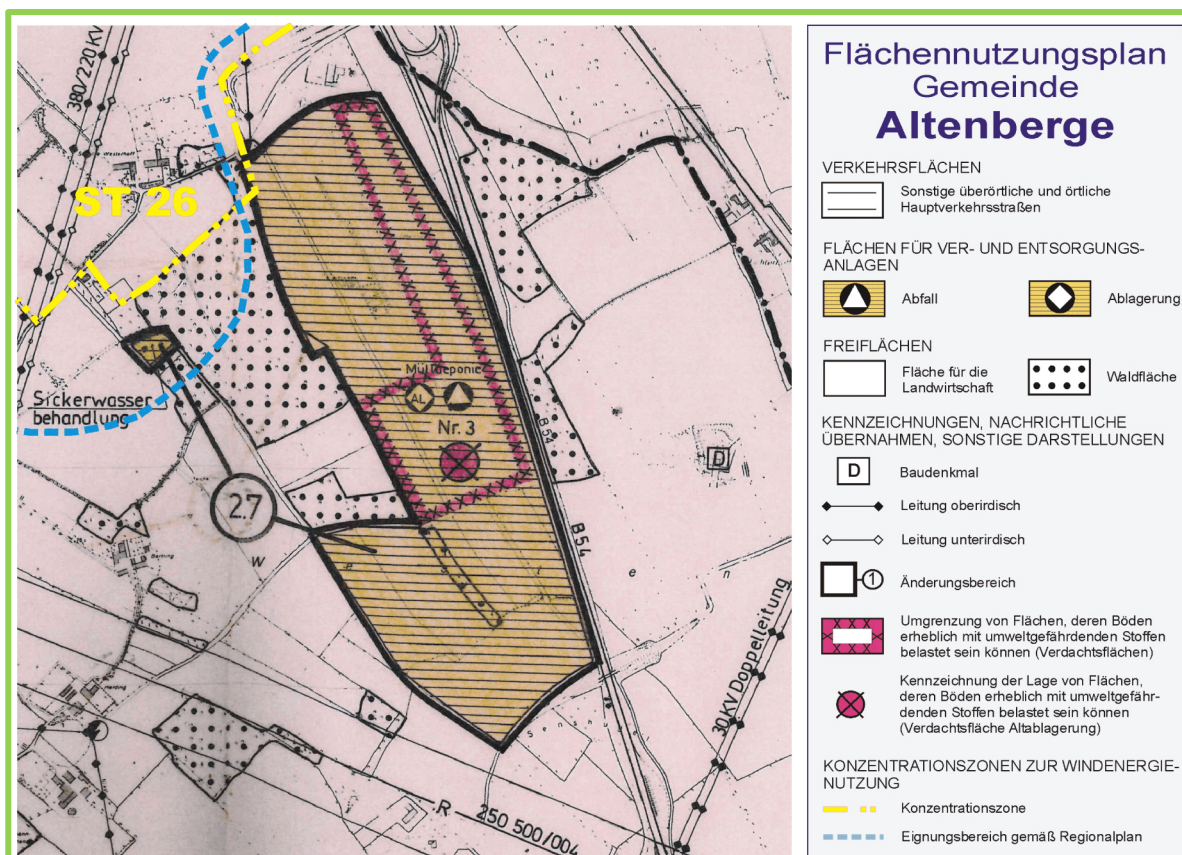 380/220 KV
ST 26
Sickerwasser
behandlung
Mülldeponie
AL
Nr. 3
B 54
D
2.7
W
e
s
t
e
n
B 54
30 KV Doppelleitung
R 250 500/004
Flächennutzungsplan
Gemeinde
Altenberge
VERKEHRSFLÄCHEN
Sonstige überörtliche und örtliche
Hauptverkehrsstraßen
FLÄCHEN FÜR VER- UND ENTSORGUNGS-
ANLAGEN
Abfall
Ablagerung
FREIFLÄCHEN
Fläche für die
Landwirtschaft
Waldfläche
KENNZEICHNUNGEN, NACHRICHTLICHE
ÜBERNAHMEN, SONSTIGE DARSTELLUNGEN
D
Baudenkmal
Leitung oberirdisch
Leitung unterirdisch
1
Änderungsbereich
Umgrenzung von Flächen, deren Böden
erheblich mit umweltgefährdenden Stoffen
belastet sein können (Verdachtsflächen)
Kennzeichnung der Lage von Flächen,
deren Böden erheblich mit umweltgefähr-
denden Stoffen belastet sein können
(Verdachtsfläche Altablagerung)
KONZENTRATIONSZONEN ZUR WINDENERGIE-
NUTZUNG
Konzentrationszone
Eignungsbereich gemäß Regionalplan